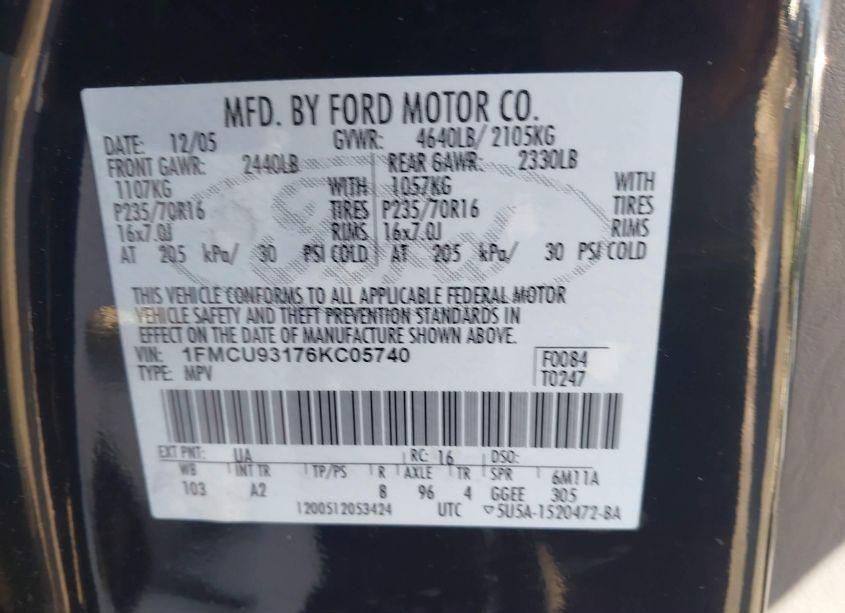 MFD. BY FORD MOTOR CO.
DATE: 12/05 GVWR: 4640LB/ 2105KG
FRONT GAWR: 2440LB REAR GAWR: 2330LB
1107KG WITH 1057KG WITH
P235/70R16 TIRES P235/70R16 TIRES
16x7.0J RIMS 16x7.0J RIMS
AT 205 kPa/ 30 PSI COLD AT 205 kPa/ 30 PSI COLD
THIS VEHICLE CONFORMS TO ALL APPLICABLE FEDERAL MOTOR
VEHICLE SAFETY AND THEFT PREVENTION STANDARDS IN
EFFECT ON THE DATE OF MANUFACTURE SHOWN ABOVE.
VIN: 1FMCU93176KC05740 F0084
TYPE: MPV T0247
EXT PNT: UA RC: 16 DSO:
WB INT TR TP/PS R AXLE TR SPR 6M11A
103 A2 8 96 4 GGEE 305
1200512053424 UTC ▽5U5A-1520472-BA